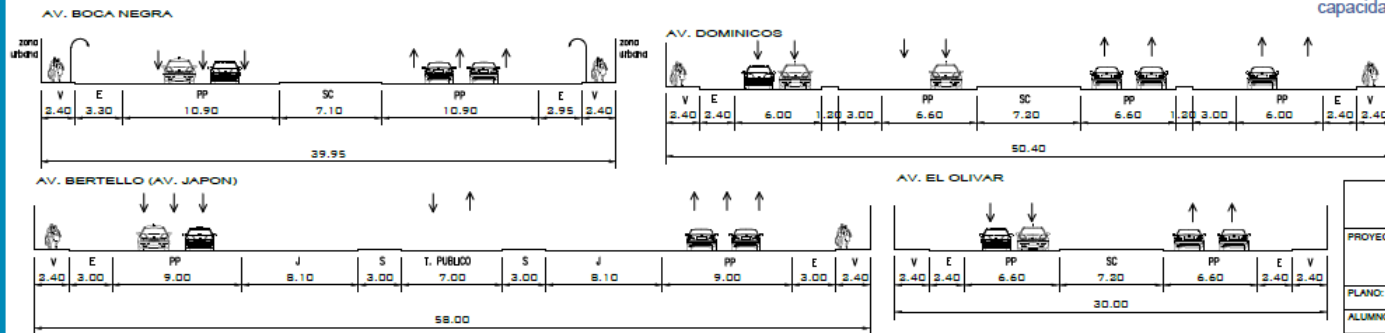 capacida
AV. BOCA NEGRA
zona urbana
zona urbana
V E PP SC PP E V
2.40 3.30 10.90 7.10 10.90 2.95 2.40
39.95
AV. DOMINICOS
V E PP SC PP PP E V
2.40 2.40 6.00 1.20 3.00 6.60 7.20 6.60 1.20 3.00 6.00 2.40 2.40
50.40
AV. BERTELLO (AV. JAPON)
V E PP J S T. PUBLICO S J PP E V
2.40 3.00 9.00 8.10 3.00 7.00 3.00 8.10 9.00 3.00 2.40
58.00
AV. EL OLIVAR
V E PP SC PP E V
2.40 2.40 6.60 7.20 6.60 2.40 2.40
30.00
PROYEC
PLANO:
ALUMNO